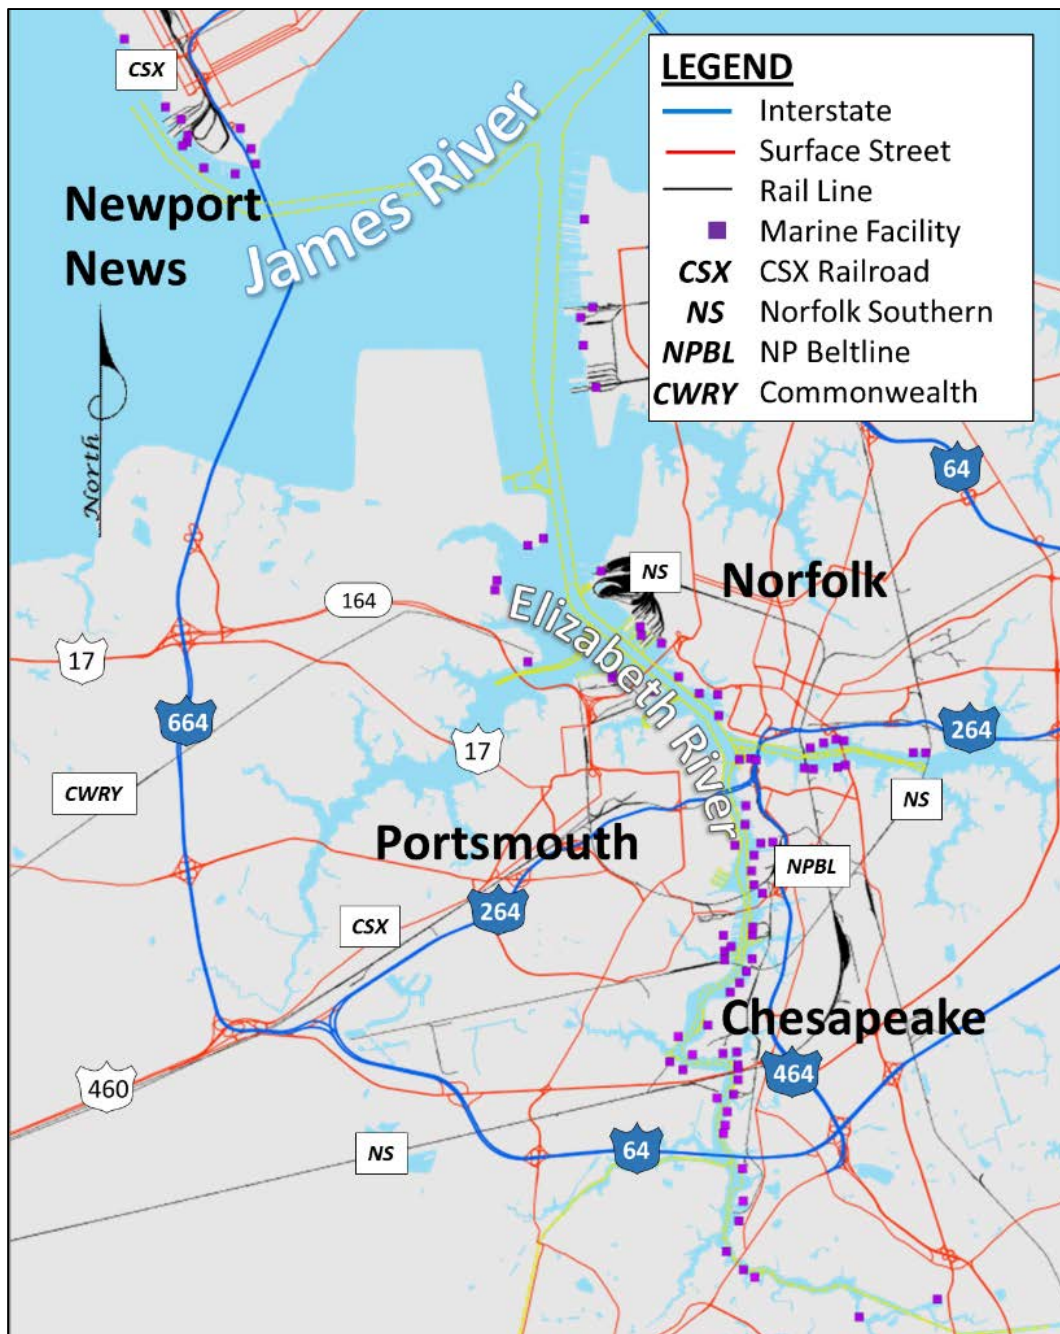 CSX
LEGEND
Interstate
Surface Street
Rail Line
Marine Facility
CSX CSX Railroad
NS Norfolk Southern
NPBL NP Beltline
CWRY Commonwealth
James River
Newport
News
North
64
NS
Norfolk
164
Elizabeth River
17
664
17
264
CWRY
NS
Portsmouth
NPBL
264
CSX
Chesapeake
460
464
NS
64